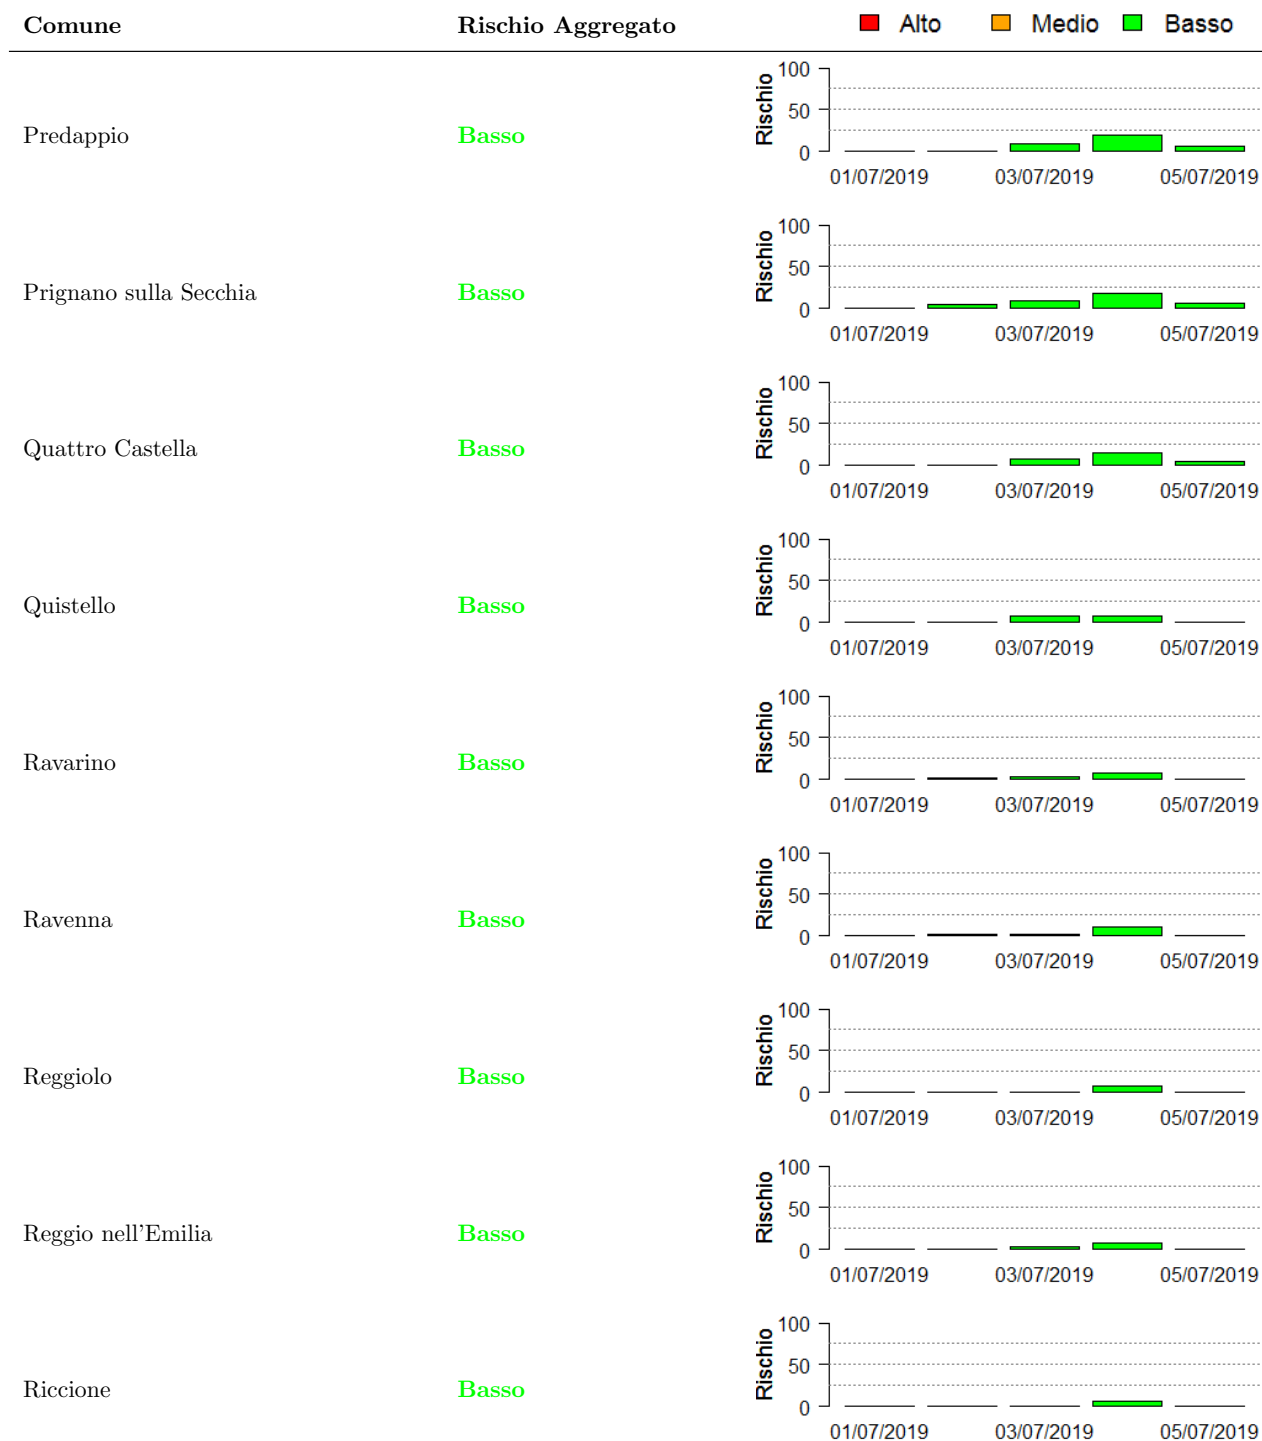 Comune Rischio Aggregato Alto Medio Basso
100
50
0
Rischio
Predappio Basso
01/07/2019 03/07/2019 05/07/2019
100
50
0
Rischio
Prignano sulla Secchia Basso
01/07/2019 03/07/2019 05/07/2019
100
50
0
Rischio
Quattro Castella Basso
01/07/2019 03/07/2019 05/07/2019
100
50
0
Rischio
Quistello Basso
01/07/2019 03/07/2019 05/07/2019
100
50
0
Rischio
Ravarino Basso
01/07/2019 03/07/2019 05/07/2019
100
50
0
Rischio
Ravenna Basso
01/07/2019 03/07/2019 05/07/2019
100
50
0
Rischio
Reggiolo Basso
01/07/2019 03/07/2019 05/07/2019
100
50
0
Rischio
Reggio nell'Emilia Basso
01/07/2019 03/07/2019 05/07/2019
100
50
0
Rischio
Riccione Basso
01/07/2019 03/07/2019 05/07/2019